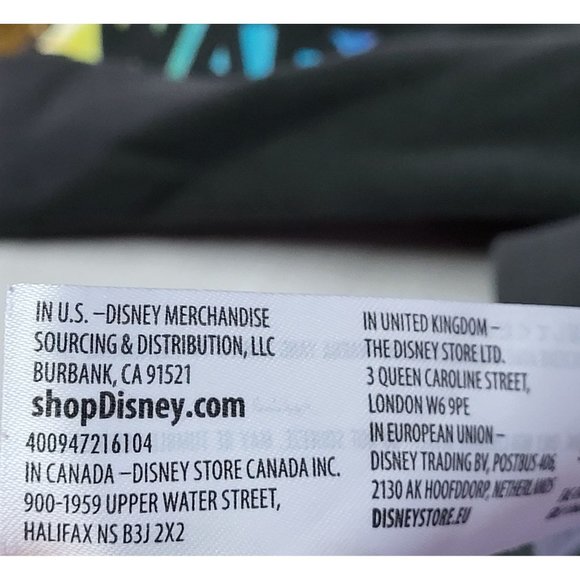 IN U.S. –DISNEY MERCHANDISE
SOURCING & DISTRIBUTION, LLC
BURBANK, CA 91521
shopDisney.com
400947216104
IN CANADA –DISNEY STORE CANADA INC.
900-1959 UPPER WATER STREET,
HALIFAX NS B3J 2X2
IN UNITED KINGDOM –
THE DISNEY STORE LTD.
3 QUEEN CAROLINE STREET,
LONDON W6 9PE
IN EUROPEAN UNION –
DISNEY TRADING BV, POSTBUS 406,
2130 AK HOOFDDORP, NETHERLANDS
DISNEYSTORE.EU